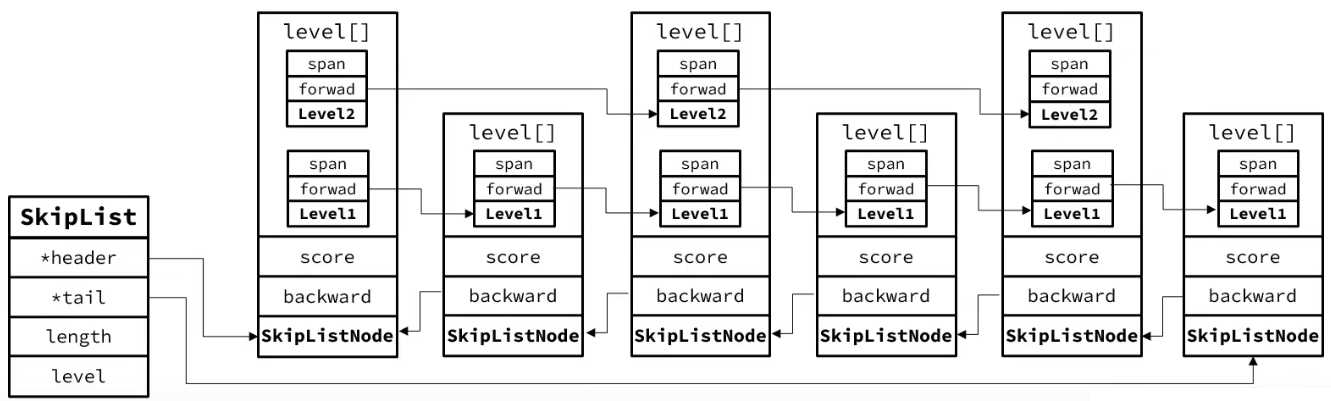 level[]
span
forwad
Level2
level[]
span
forwad
Level2
level[]
span
forwad
Level2
span
forwad
Level1
level[]
span
forwad
Level1
span
forwad
Level1
level[]
span
forwad
Level1
span
forwad
Level1
level[]
span
forwad
Level1
SkipList
*header
*tail
length
level
score
backward
SkipListNode
score
backward
SkipListNode
score
backward
SkipListNode
score
backward
SkipListNode
score
backward
SkipListNode
score
backward
SkipListNode